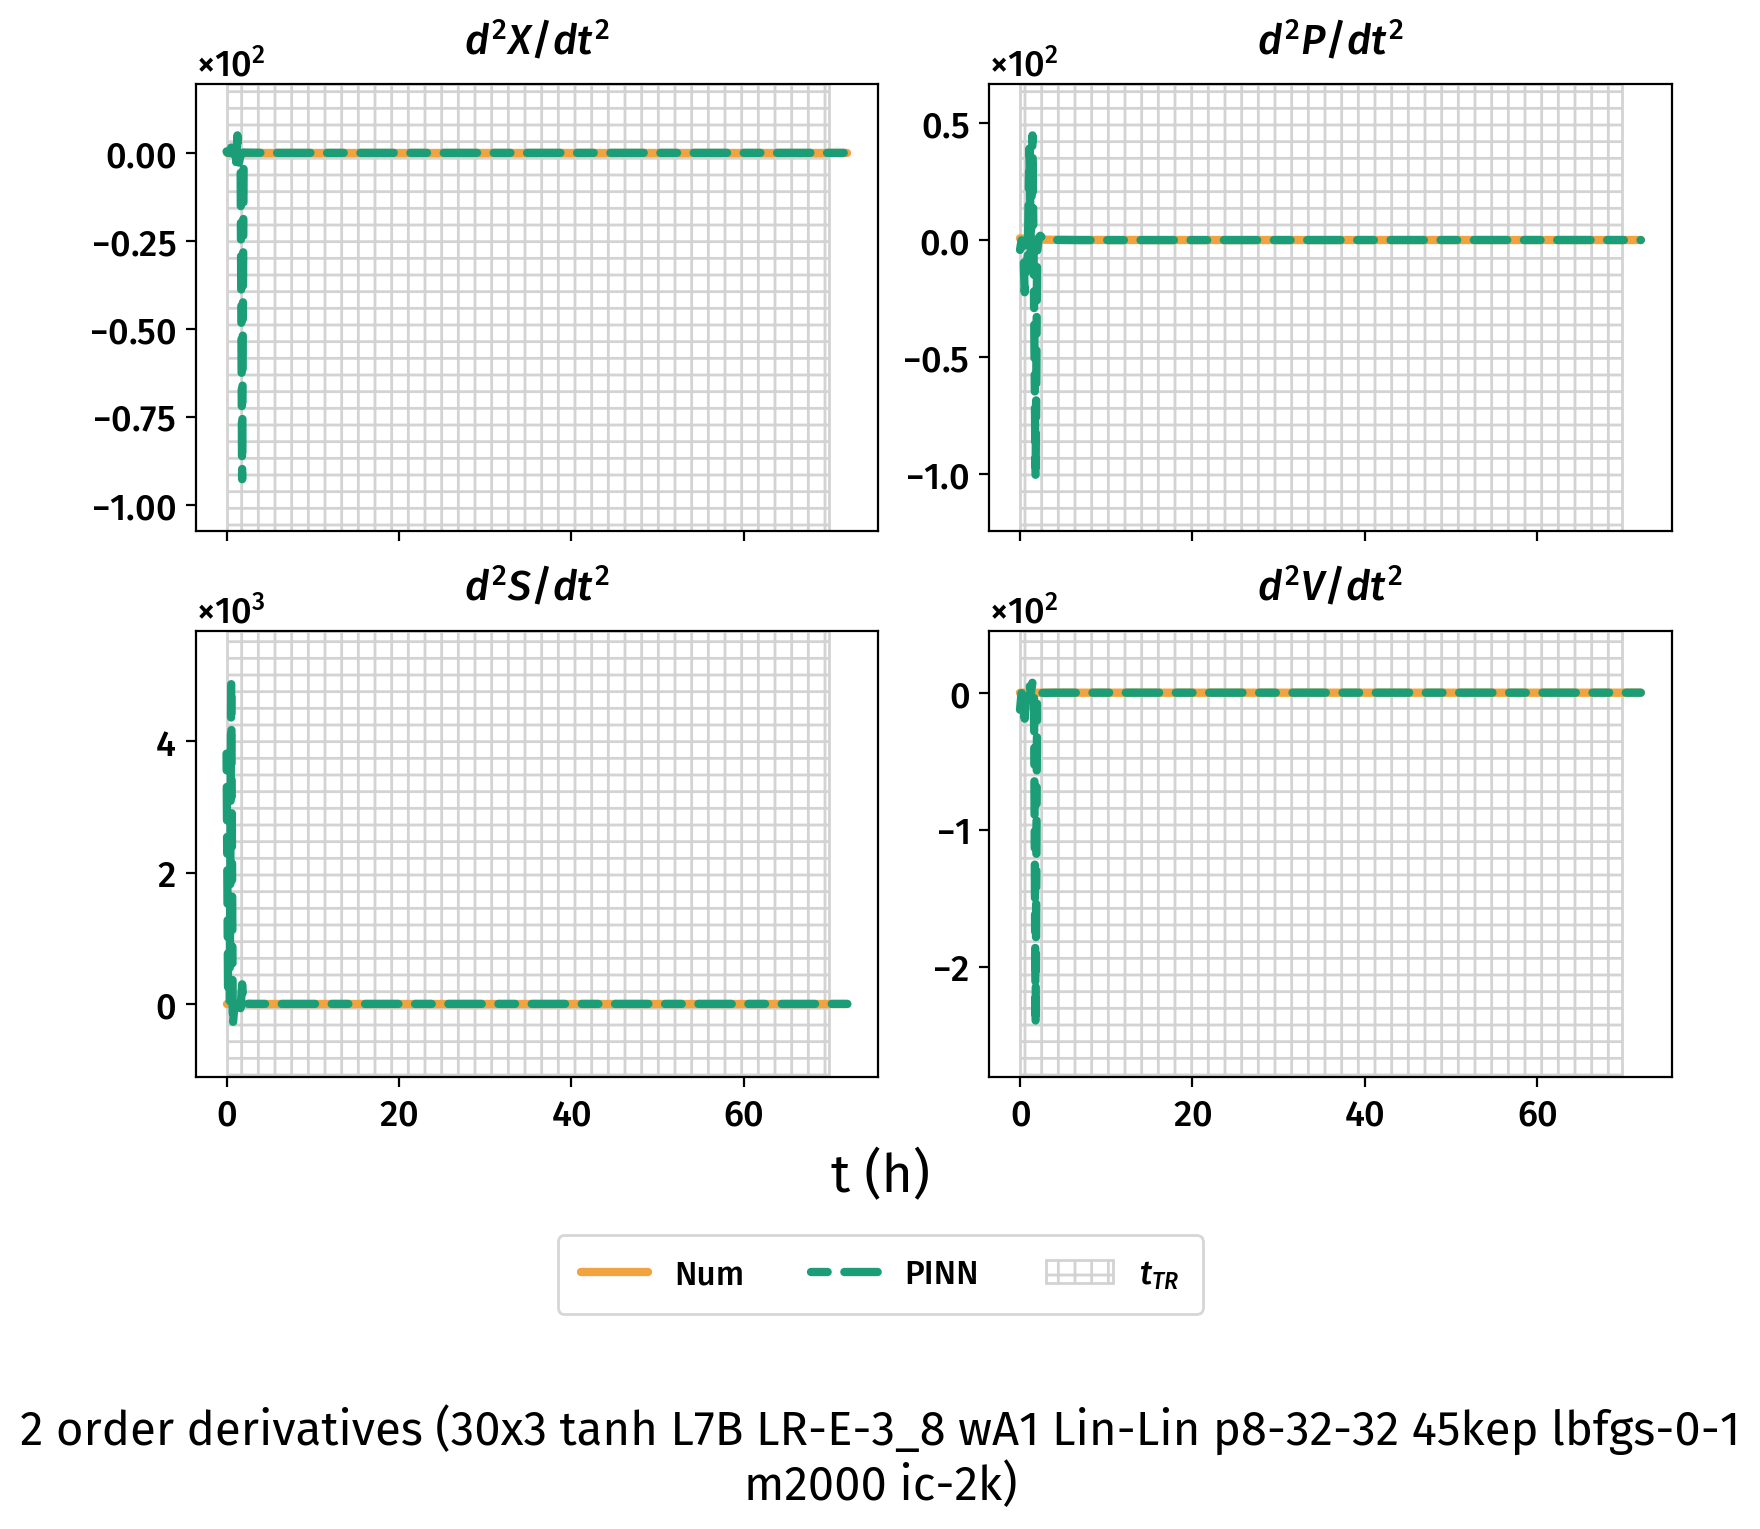 d²X/dt²
×10²
0.00
−0.25
−0.50
−0.75
−1.00
d²P/dt²
×10²
0.5
0.0
−0.5
−1.0
d²S/dt²
×10³
4
2
0
0 20 40 60
d²V/dt²
×10²
0
−1
−2
0 20 40 60
t (h)
Num PINN t_TR
2 order derivatives (30x3 tanh L7B LR-E-3_8 wA1 Lin-Lin p8-32-32 45kep lbfgs-0-1
m2000 ic-2k)